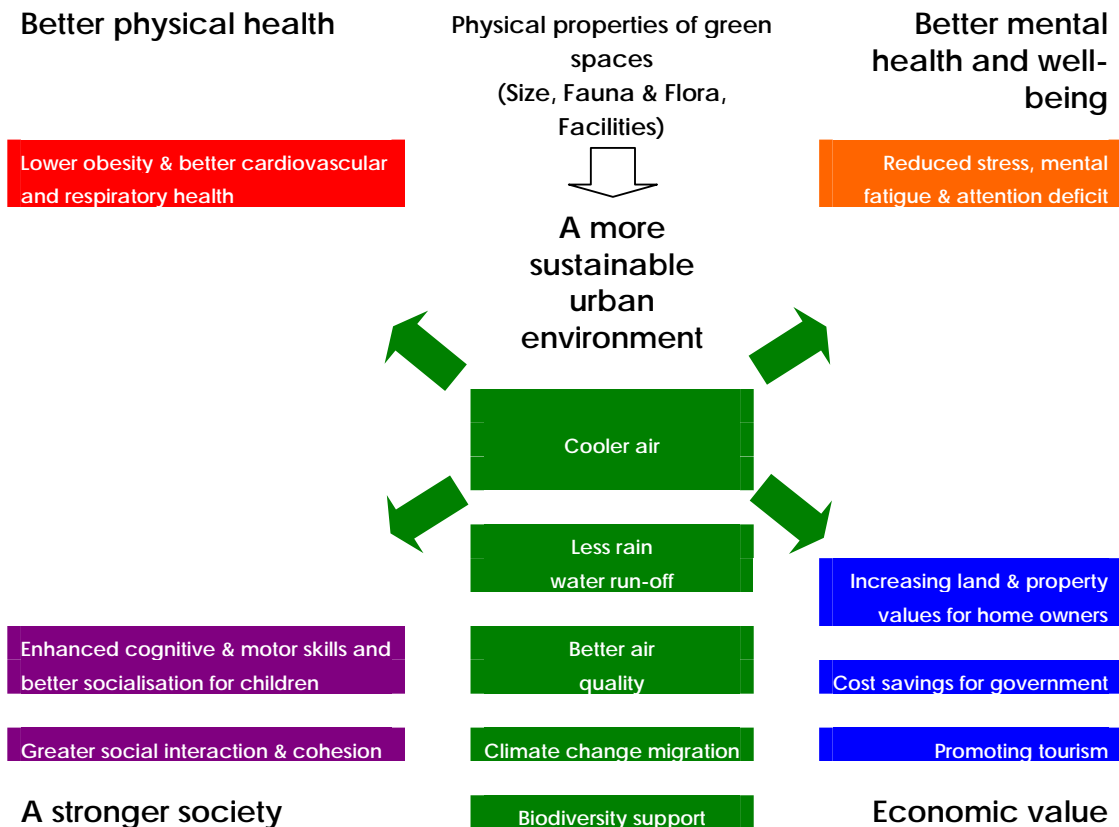 Better physical health
Physical properties of green
spaces
(Size, Fauna & Flora,
Facilities)
Better mental
health and well-
being
Lower obesity & better cardiovascular
and respiratory health
Reduced stress, mental
fatigue & attention deficit
A more
sustainable
urban
environment
Cooler air
Less rain
water run-off
Increasing land & property
values for home owners
Enhanced cognitive & motor skills and
better socialisation for children
Better air
quality
Cost savings for government
Greater social interaction & cohesion
Climate change migration
Promoting tourism
A stronger society
Biodiversity support
Economic value